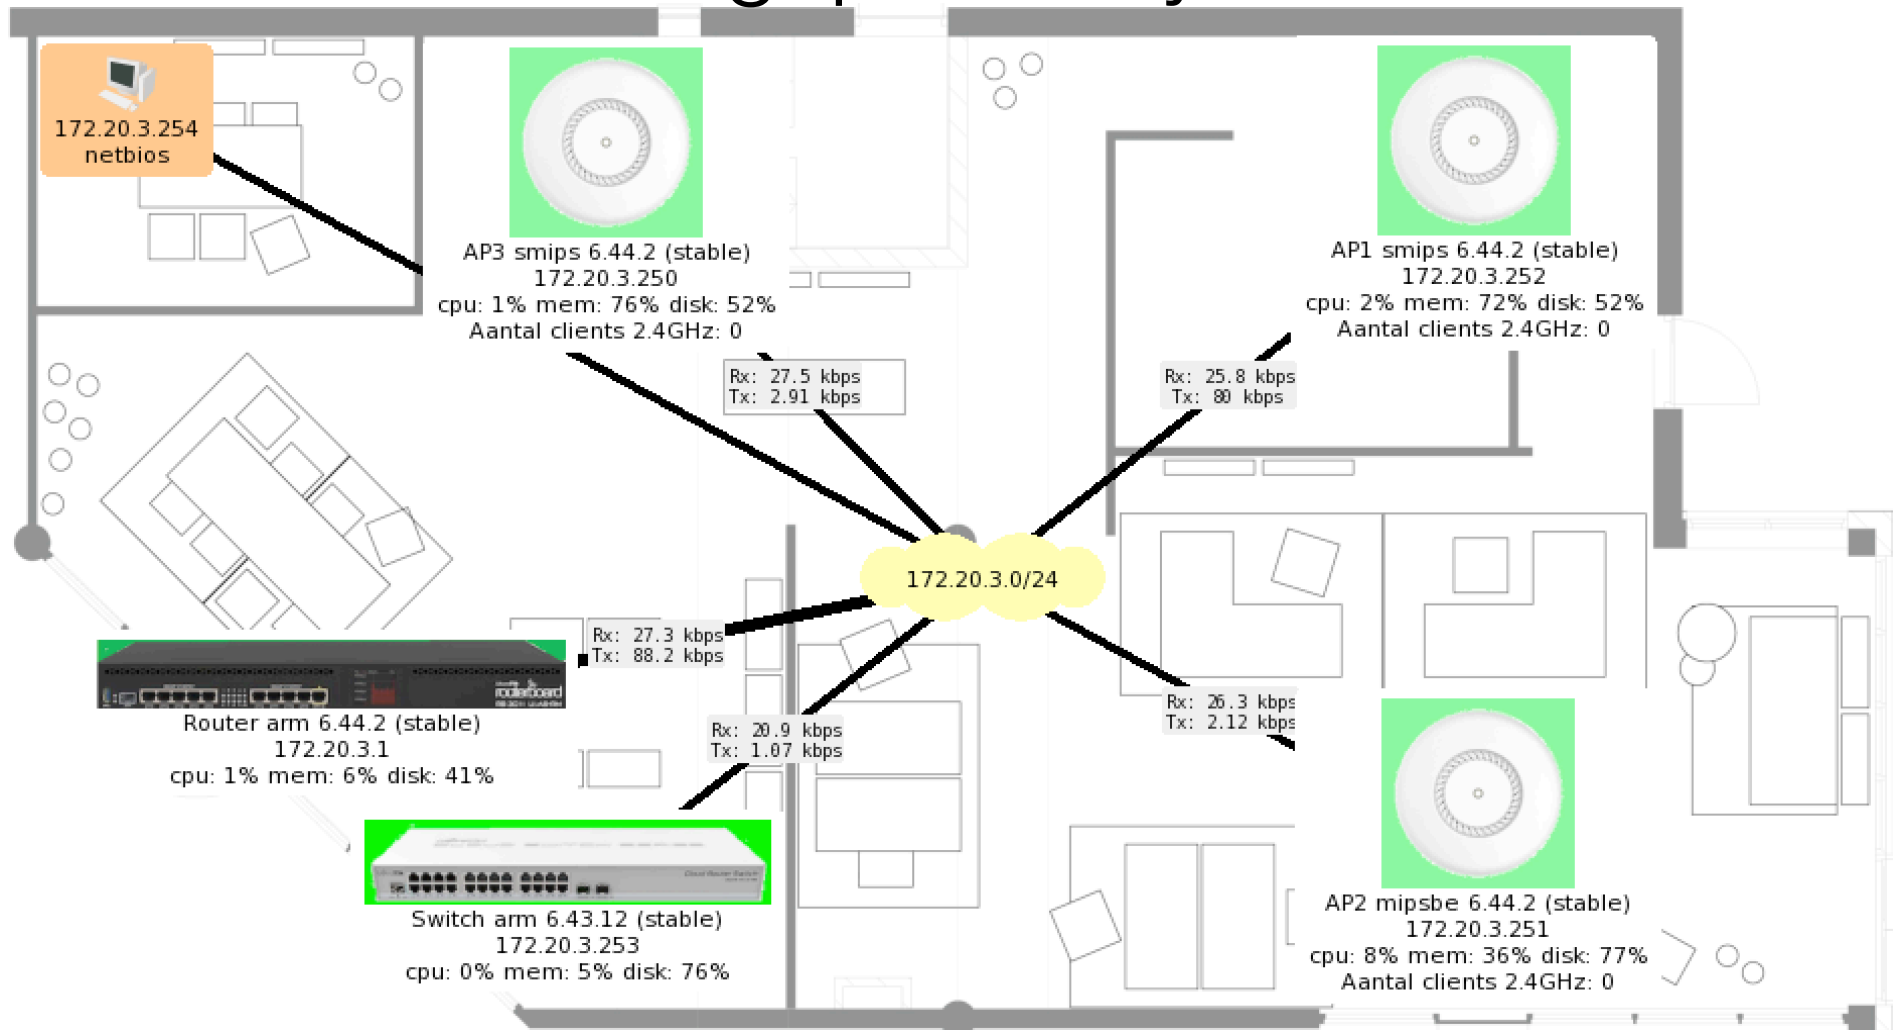 172.20.3.254
netbios
AP3 smips 6.44.2 (stable)
172.20.3.250
cpu: 1% mem: 76% disk: 52%
Aantal clients 2.4GHz: 0
AP1 smips 6.44.2 (stable)
172.20.3.252
cpu: 2% mem: 72% disk: 52%
Aantal clients 2.4GHz: 0
Rx: 27.5 kbps
Tx: 2.91 kbps
Rx: 25.8 kbps
Tx: 80 kbps
172.20.3.0/24
Rx: 27.3 kbps
Tx: 88.2 kbps
routerboard
Router arm 6.44.2 (stable)
172.20.3.1
cpu: 1% mem: 6% disk: 41%
Rx: 20.9 kbps
Tx: 1.07 kbps
Rx: 26.3 kbps
Tx: 2.12 kbps
Cloud Router Switch
Switch arm 6.43.12 (stable)
172.20.3.253
cpu: 0% mem: 5% disk: 76%
AP2 mipsbe 6.44.2 (stable)
172.20.3.251
cpu: 8% mem: 36% disk: 77%
Aantal clients 2.4GHz: 0